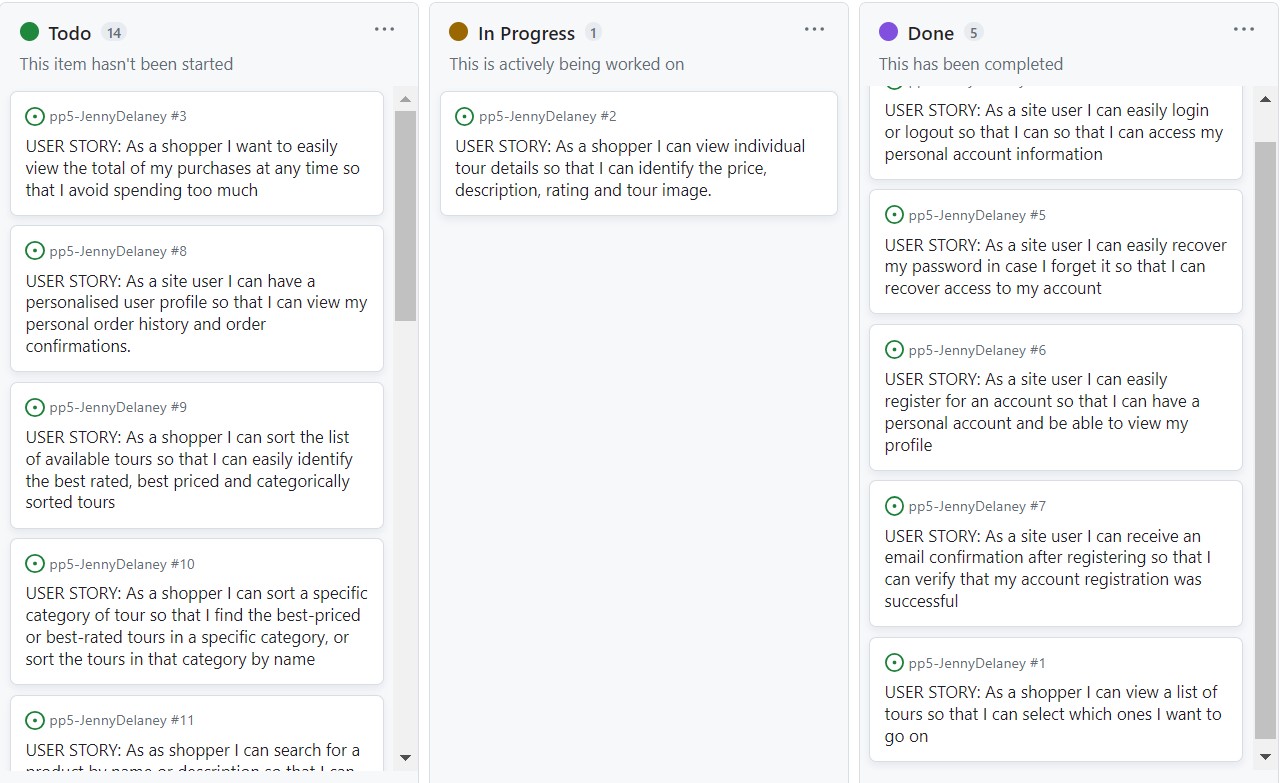 Todo 14
This item hasn't been started
pp5-JennyDelaney #3
USER STORY: As a shopper I want to easily
view the total of my purchases at any time so
that I avoid spending too much
pp5-JennyDelaney #8
USER STORY: As a site user I can have a
personalised user profile so that I can view my
personal order history and order
confirmations.
pp5-JennyDelaney #9
USER STORY: As a shopper I can sort the list
of available tours so that I can easily identify
the best rated, best priced and categorically
sorted tours
pp5-JennyDelaney #10
USER STORY: As a shopper I can sort a specific
category of tour so that I find the best-priced
or best-rated tours in a specific category, or
sort the tours in that category by name
pp5-JennyDelaney #11
USER STORY: As as shopper I can search for a
product by name or description so that I can
In Progress 1
This is actively being worked on
pp5-JennyDelaney #2
USER STORY: As a shopper I can view individual
tour details so that I can identify the price,
description, rating and tour image.
Done 5
This has been completed
USER STORY: As a site user I can easily login
or logout so that I can so that I can access my
personal account information
pp5-JennyDelaney #5
USER STORY: As a site user I can easily recover
my password in case I forget it so that I can
recover access to my account
pp5-JennyDelaney #6
USER STORY: As a site user I can easily
register for an account so that I can have a
personal account and be able to view my
profile
pp5-JennyDelaney #7
USER STORY: As a site user I can receive an
email confirmation after registering so that I
can verify that my account registration was
successful
pp5-JennyDelaney #1
USER STORY: As a shopper I can view a list of
tours so that I can select which ones I want to
go on